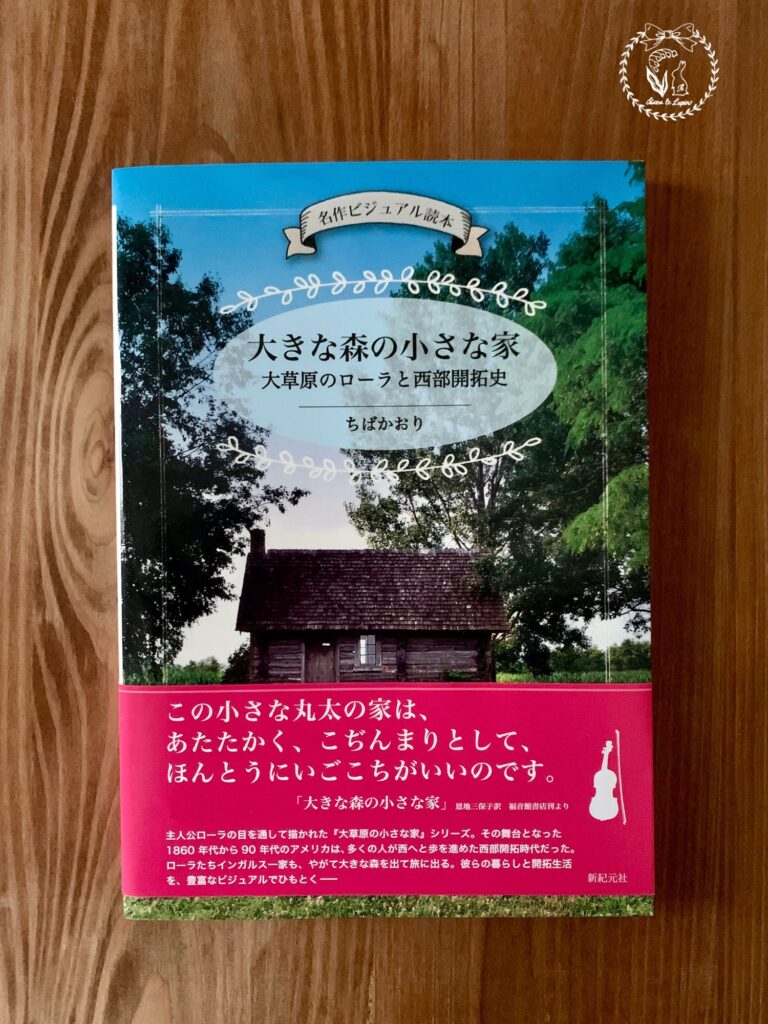 名作ビジュアル読本
大きな森の小さな家
大草原のローラと西部開拓史
ちばかおり
この小さな丸太の家は、
あたたかく、こぢんまりとして、
ほんとうにいごこちがいいのです。
「大きな森の小さな家」 恩地三保子訳 福音館書店刊より
主人公ローラの目を通して描かれた『大草原の小さな家』シリーズ。その舞台となった
1860年代から90年代のアメリカは、多くの人が西へと歩を進めた西部開拓時代だった。
ローラたちインガルス一家も、やがて大きな森を出て旅に出る。彼らの暮らしと開拓生活
を、豊富なビジュアルでひもとく──
新紀元社